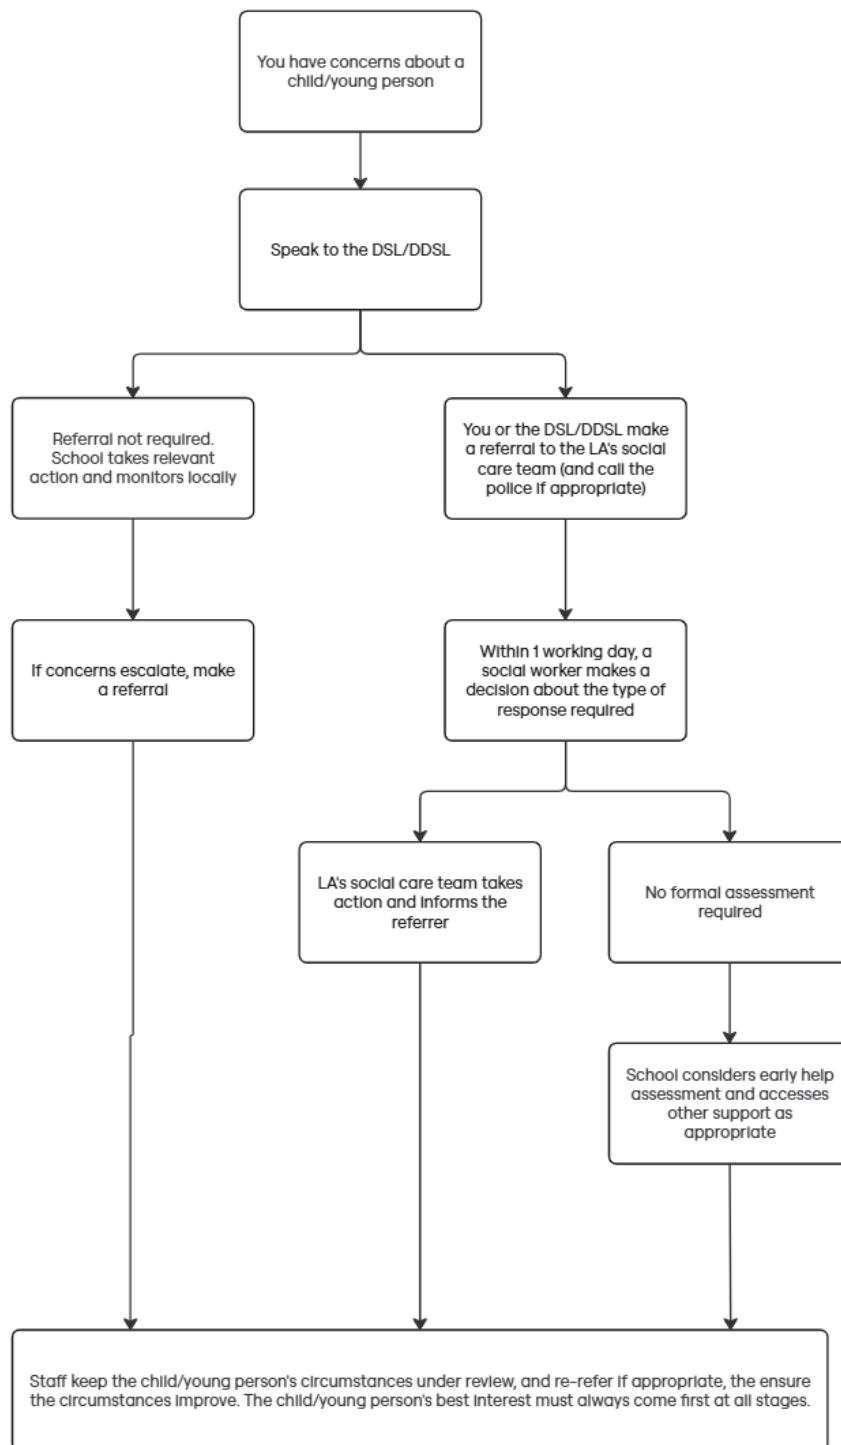 You have concerns about a
child/young person
Speak to the DSL/DDSL
Referral not required.
School takes relevant
action and monitors locally
You or the DSL/DDSL make
a referral to the LA's social
care team (and call the
police if appropriate)
If concerns escalate, make
a referral
Within 1 working day, a
social worker makes a
decision about the type of
response required
LA's social care team takes
action and informs the
referrer
No formal assessment
required
School considers early help
assessment and accesses
other support as
appropriate
Staff keep the child/young person's circumstances under review, and re-refer if appropriate, the ensure
the circumstances improve. The child/young person's best interest must always come first at all stages.